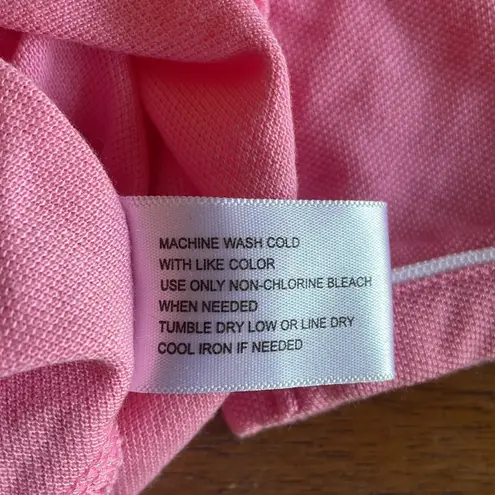 MACHINE WASH COLD
WITH LIKE COLOR
USE ONLY NON-CHLORINE BLEACH
WHEN NEEDED
TUMBLE DRY LOW OR LINE DRY
COOL IRON IF NEEDED